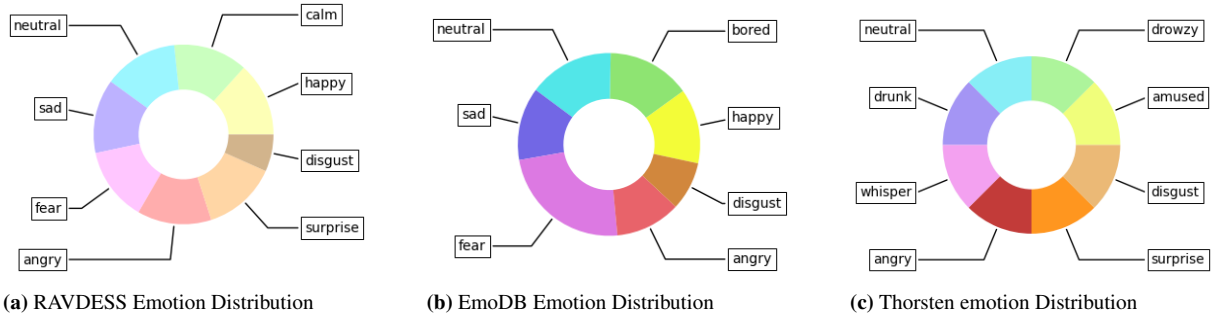 neutral
calm
sad
happy
fear
disgust
angry
surprise
(a) RAVDESS Emotion Distribution
neutral
bored
sad
happy
fear
disgust
angry
(b) EmoDB Emotion Distribution
neutral
drowzy
drunk
amused
whisper
disgust
angry
surprise
(c) Thorsten emotion Distribution